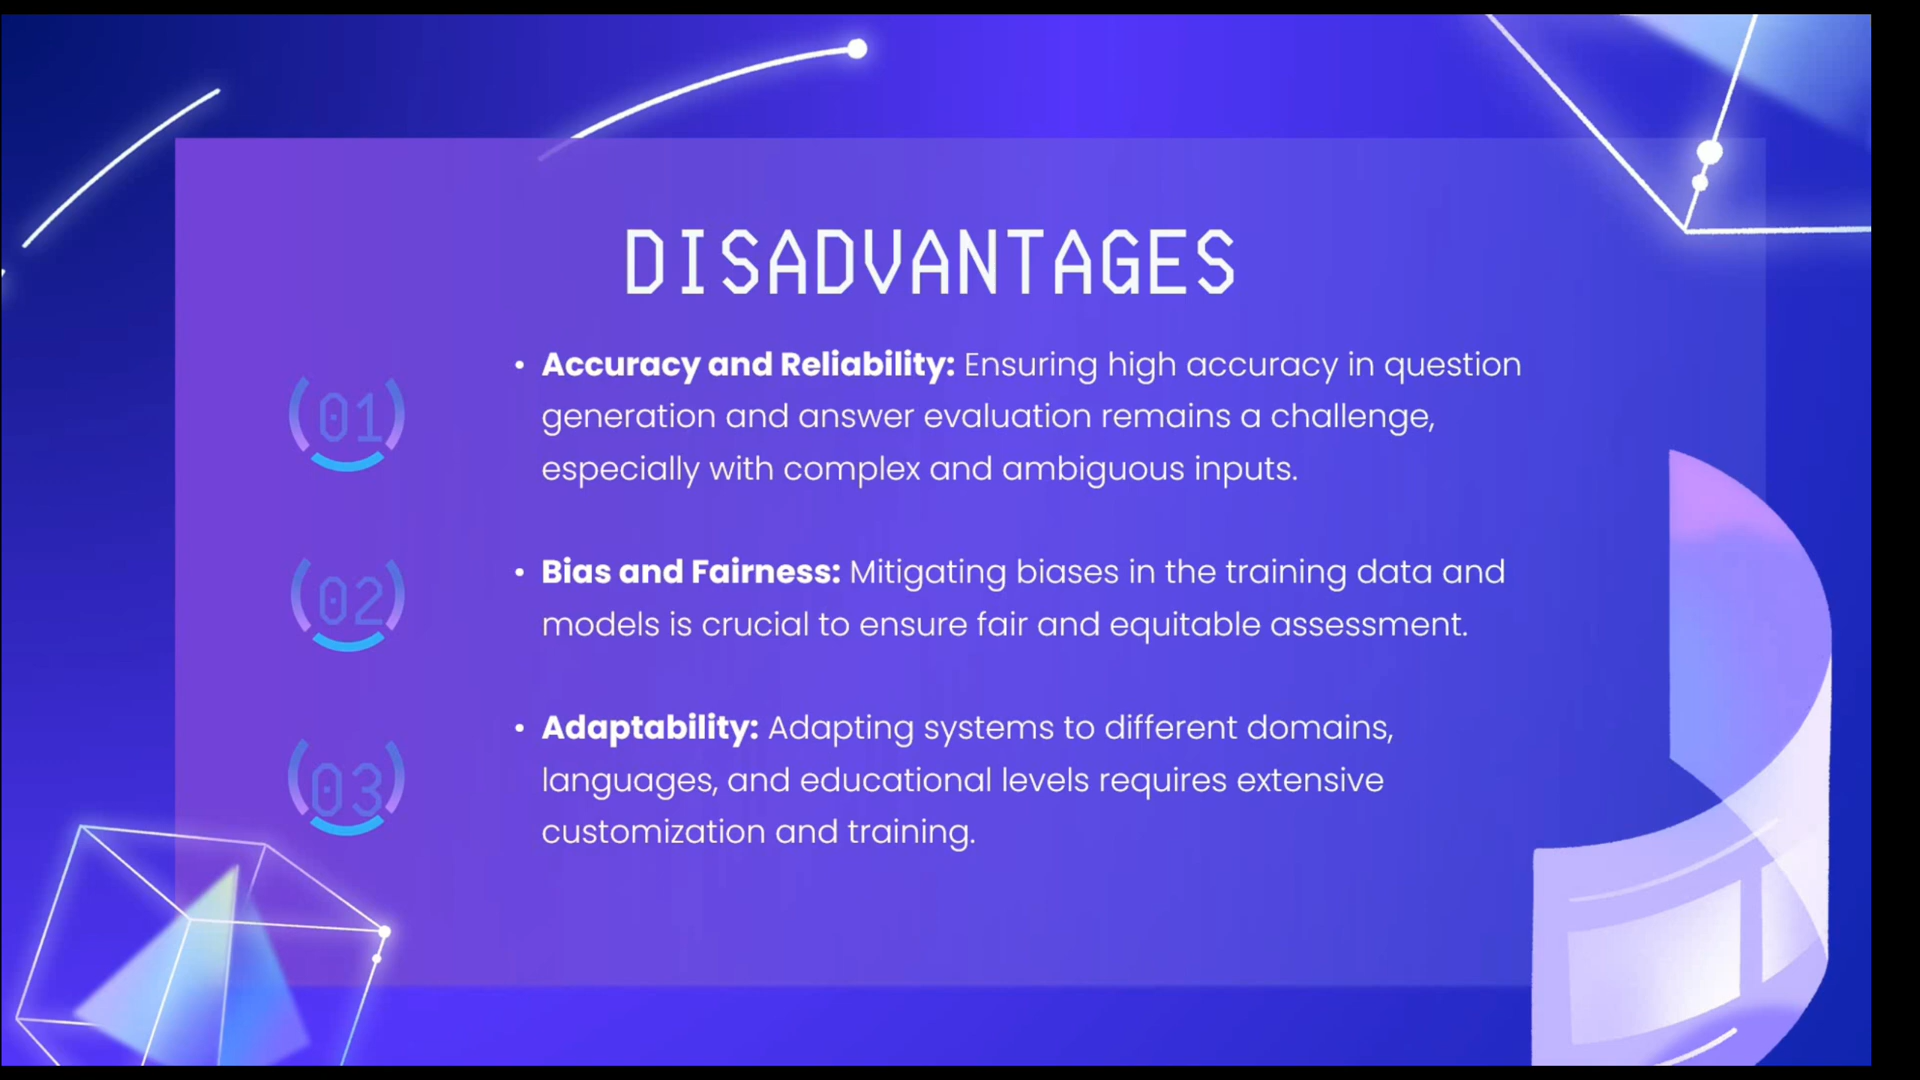 DISADVANTAGES
01
• Accuracy and Reliability: Ensuring high accuracy in question
generation and answer evaluation remains a challenge,
especially with complex and ambiguous inputs.
02
• Bias and Fairness: Mitigating biases in the training data and
models is crucial to ensure fair and equitable assessment.
03
• Adaptability: Adapting systems to different domains,
languages, and educational levels requires extensive
customization and training.